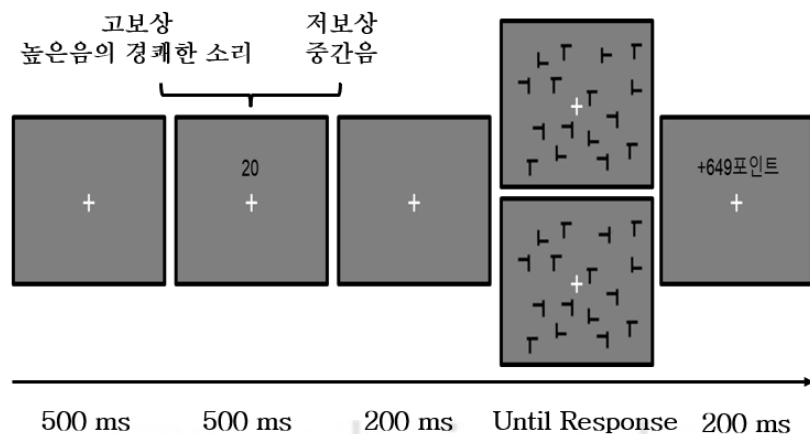 고보상
높은음의 경쾌한 소리
저보상
중간음
20
+649포인트
500 ms
500 ms
200 ms
Until Response
200 ms